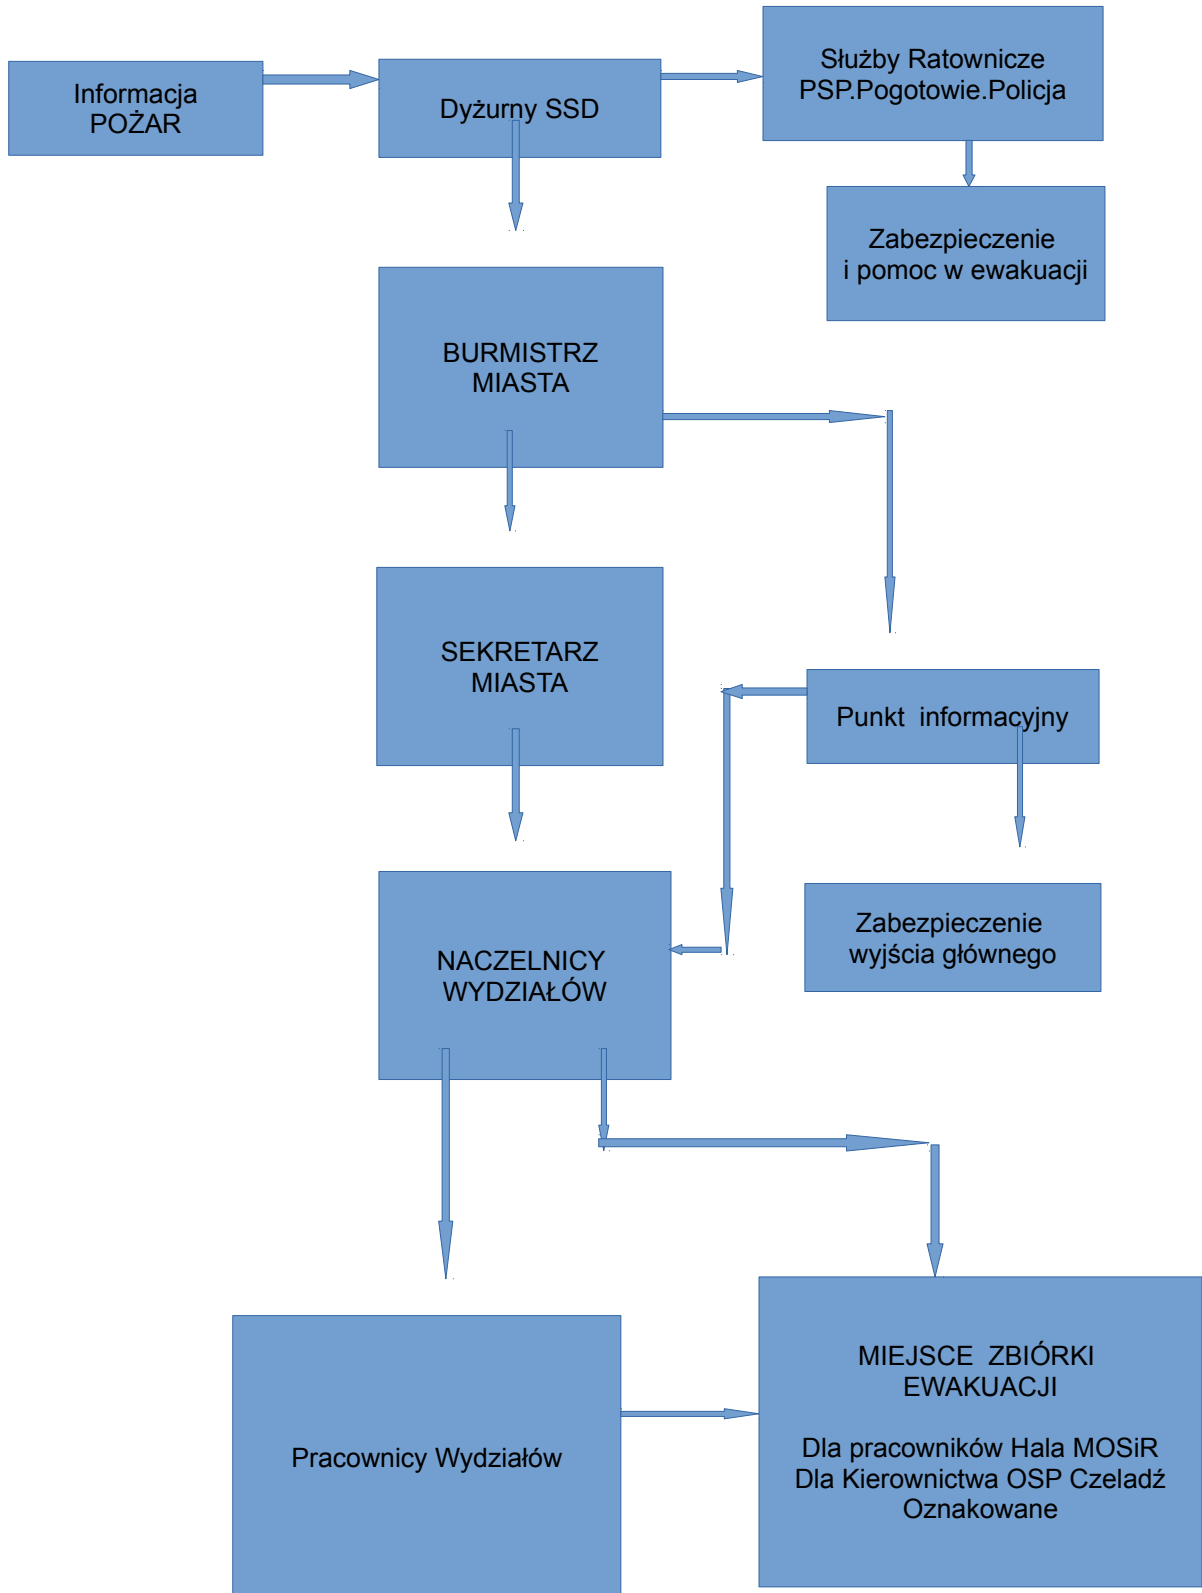 Informacja
POŻAR
Dyżurny SSD
Służby Ratownicze
PSP.Pogotowie.Policja
Zabezpieczenie
i pomoc w ewakuacji
BURMISTRZ
MIASTA
SEKRETARZ
MIASTA
Punkt informacyjny
NACZELNICY
WYDZIAŁÓW
Zabezpieczenie
wyjścia głównego
Pracownicy Wydziałów
MIEJSCE ZBIÓRKI
EWAKUACJI
Dla pracowników Hala MOSiR
Dla Kierownictwa OSP Czeladź
Oznakowane